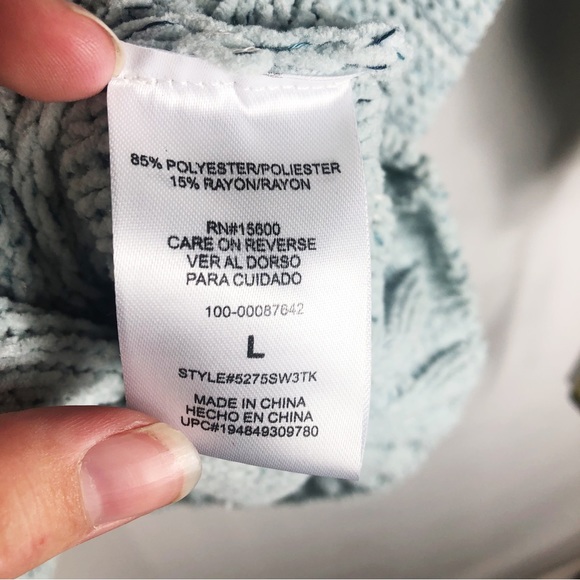 85% POLYESTER/POLIESTER
15% RAYON/RAYON
RN#15600
CARE ON REVERSE
VER AL DORSO
PARA CUIDADO
100-00087642
L
STYLE#5275SW3TK
MADE IN CHINA
HECHO EN CHINA
UPC#194849309780